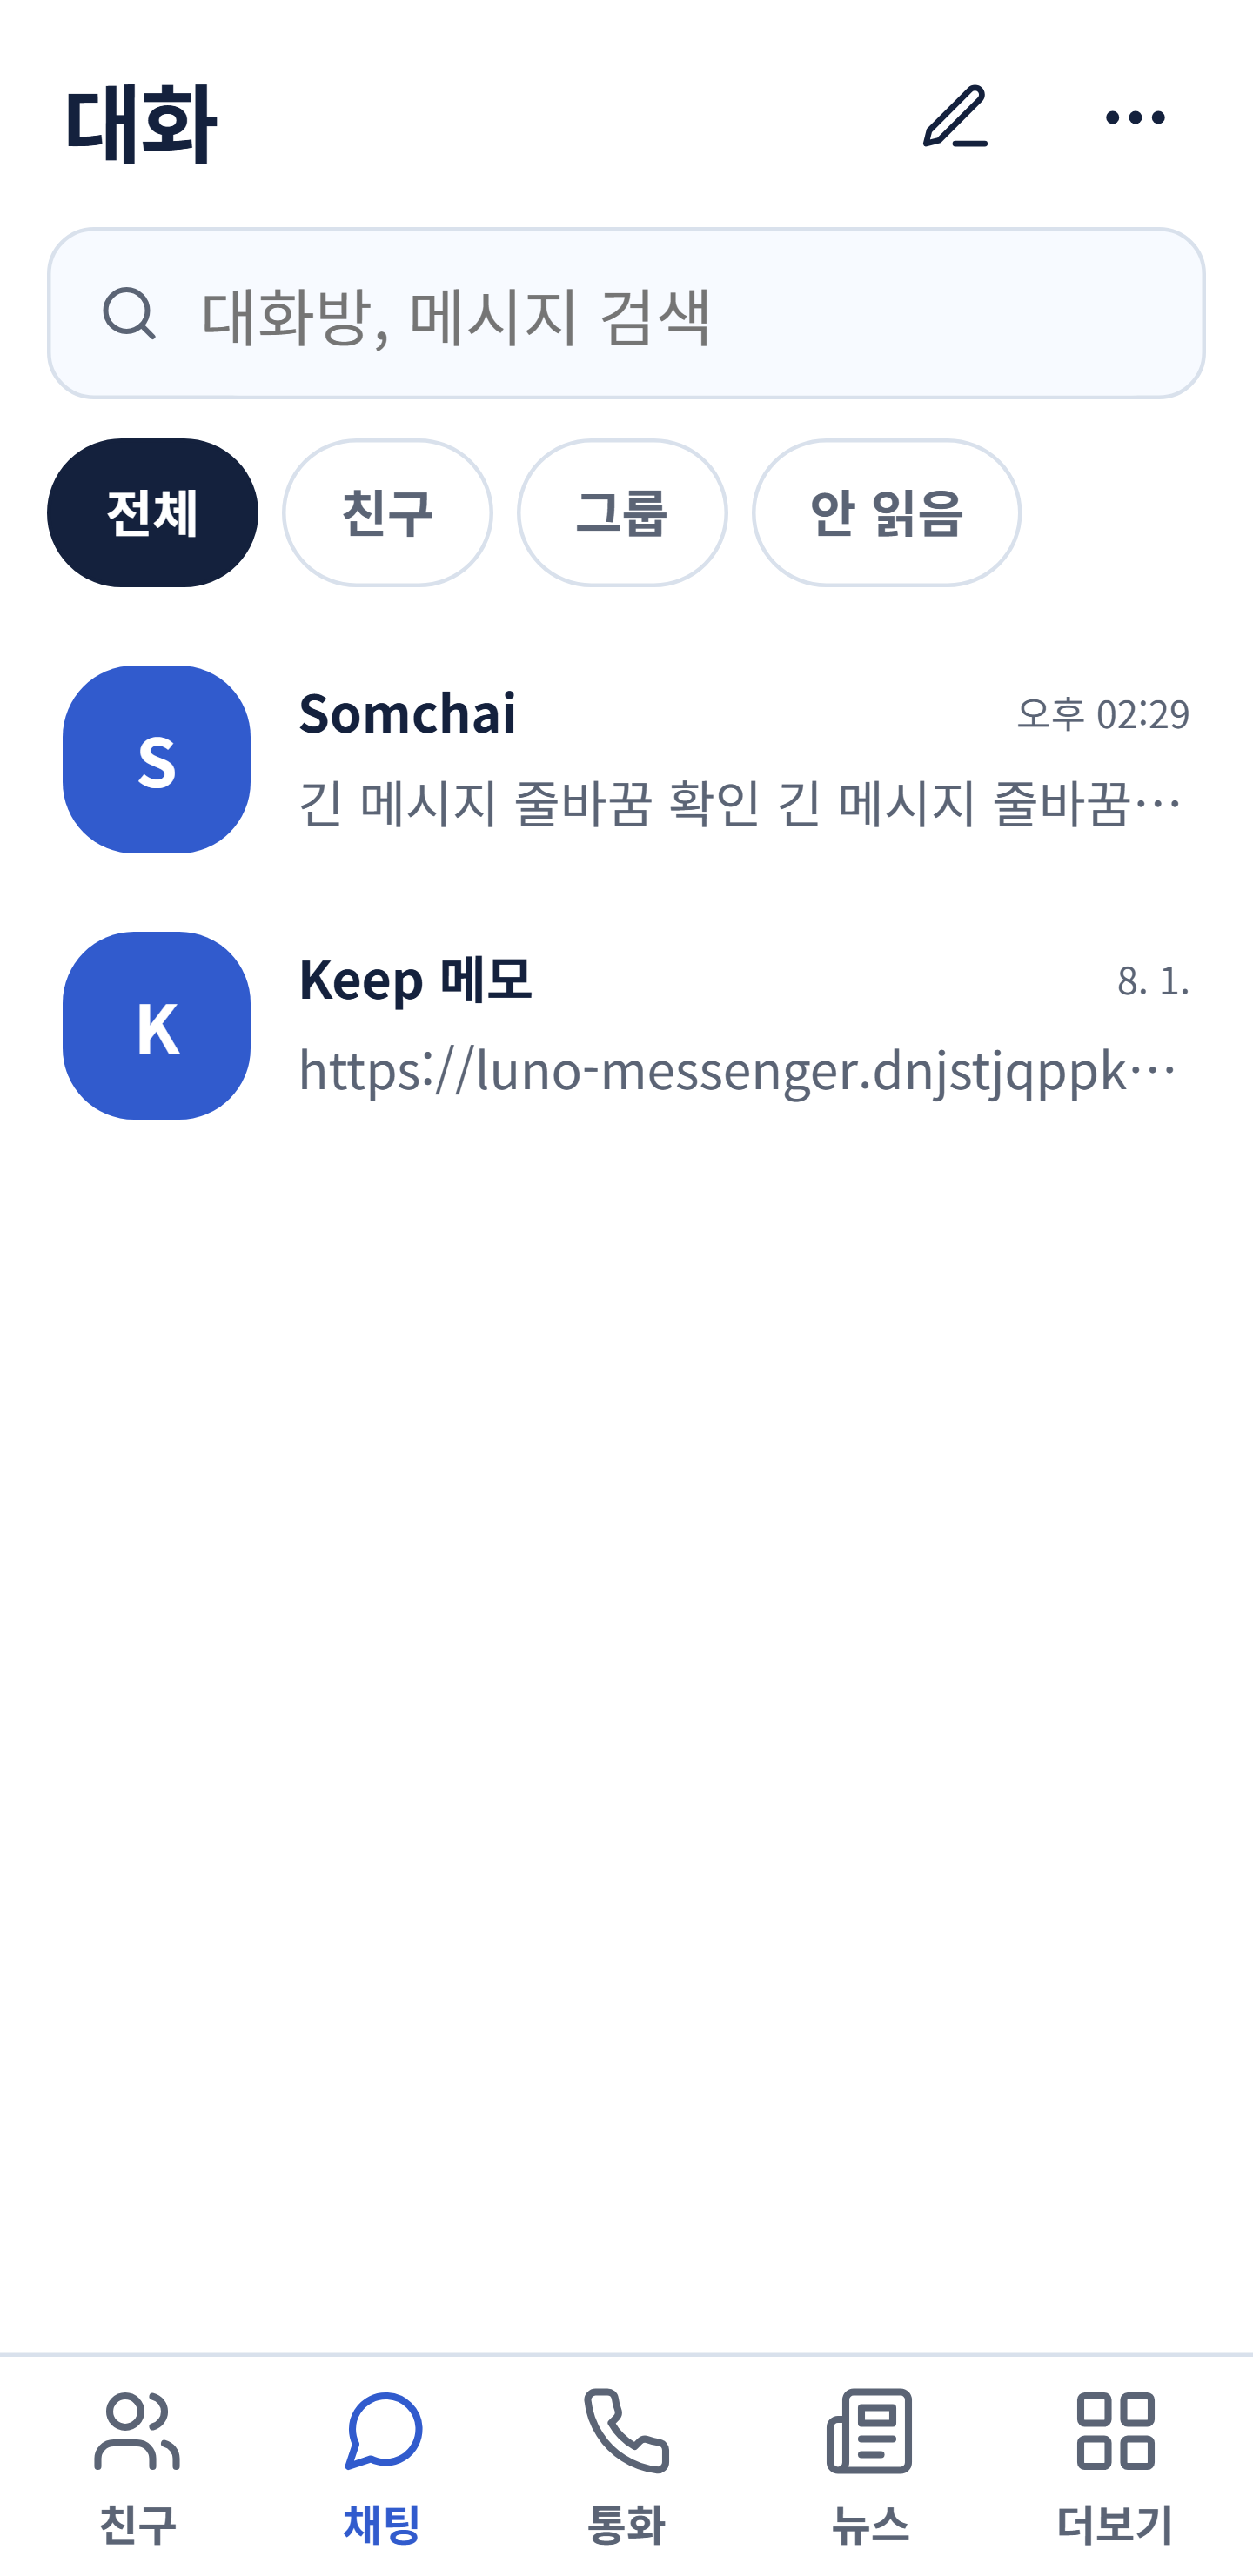 대화
대화방, 메시지 검색
전체 친구 그룹 안 읽음
S
Somchai 오후 02:29
긴 메시지 줄바꿈 확인 긴 메시지 줄바꿈…
K
Keep 메모 8. 1.
https://luno-messenger.dnjstjqppk…
친구 채팅 통화 뉴스 더보기